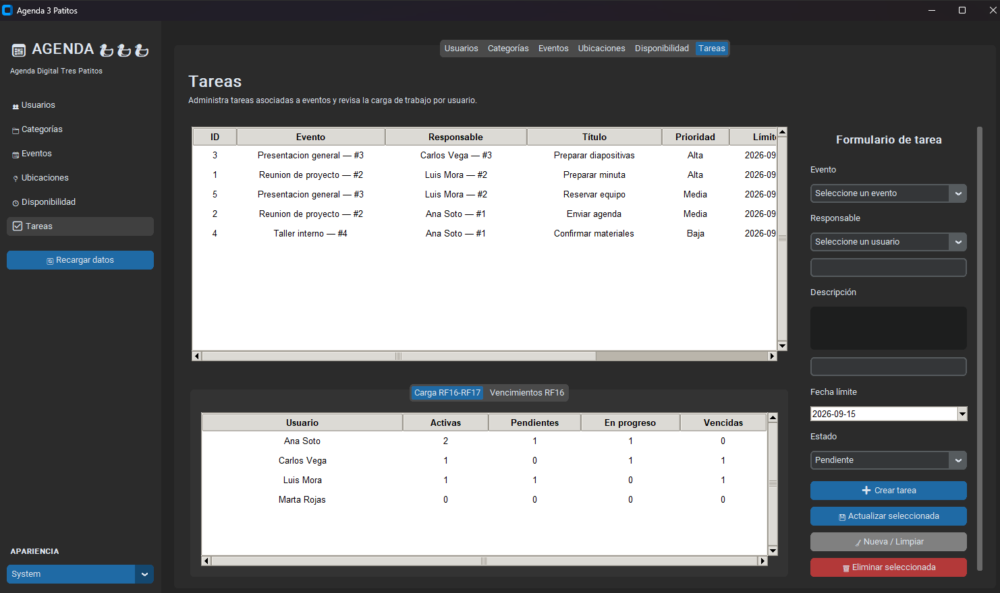 Agenda 3 Patitos
AGENDA
Agenda Digital Tres Patitos
Usuarios
Categorías
Eventos
Ubicaciones
Disponibilidad
Tareas
Recargar datos
APARIENCIA
System
Usuarios Categorías Eventos Ubicaciones Disponibilidad Tareas
Tareas
Administra tareas asociadas a eventos y revisa la carga de trabajo por usuario.
ID Evento Responsable Título Prioridad Límit
3 Presentacion general — #3 Carlos Vega — #3 Preparar diapositivas Alta 2026-09
1 Reunion de proyecto — #2 Luis Mora — #2 Preparar minuta Alta 2026-09
5 Presentacion general — #3 Luis Mora — #2 Reservar equipo Media 2026-09
2 Reunion de proyecto — #2 Ana Soto — #1 Enviar agenda Media 2026-09
4 Taller interno — #4 Ana Soto — #1 Confirmar materiales Baja 2026-09
Carga RF16-RF17 Vencimientos RF16
Usuario Activas Pendientes En progreso Vencidas
Ana Soto 2 1 1 0
Carlos Vega 1 0 1 1
Luis Mora 1 1 0 1
Marta Rojas 0 0 0 0
Formulario de tarea
Evento
Seleccione un evento
Responsable
Seleccione un usuario
Descripción
Fecha límite
2026-09-15
Estado
Pendiente
Crear tarea
Actualizar seleccionada
Nueva / Limpiar
Eliminar seleccionada